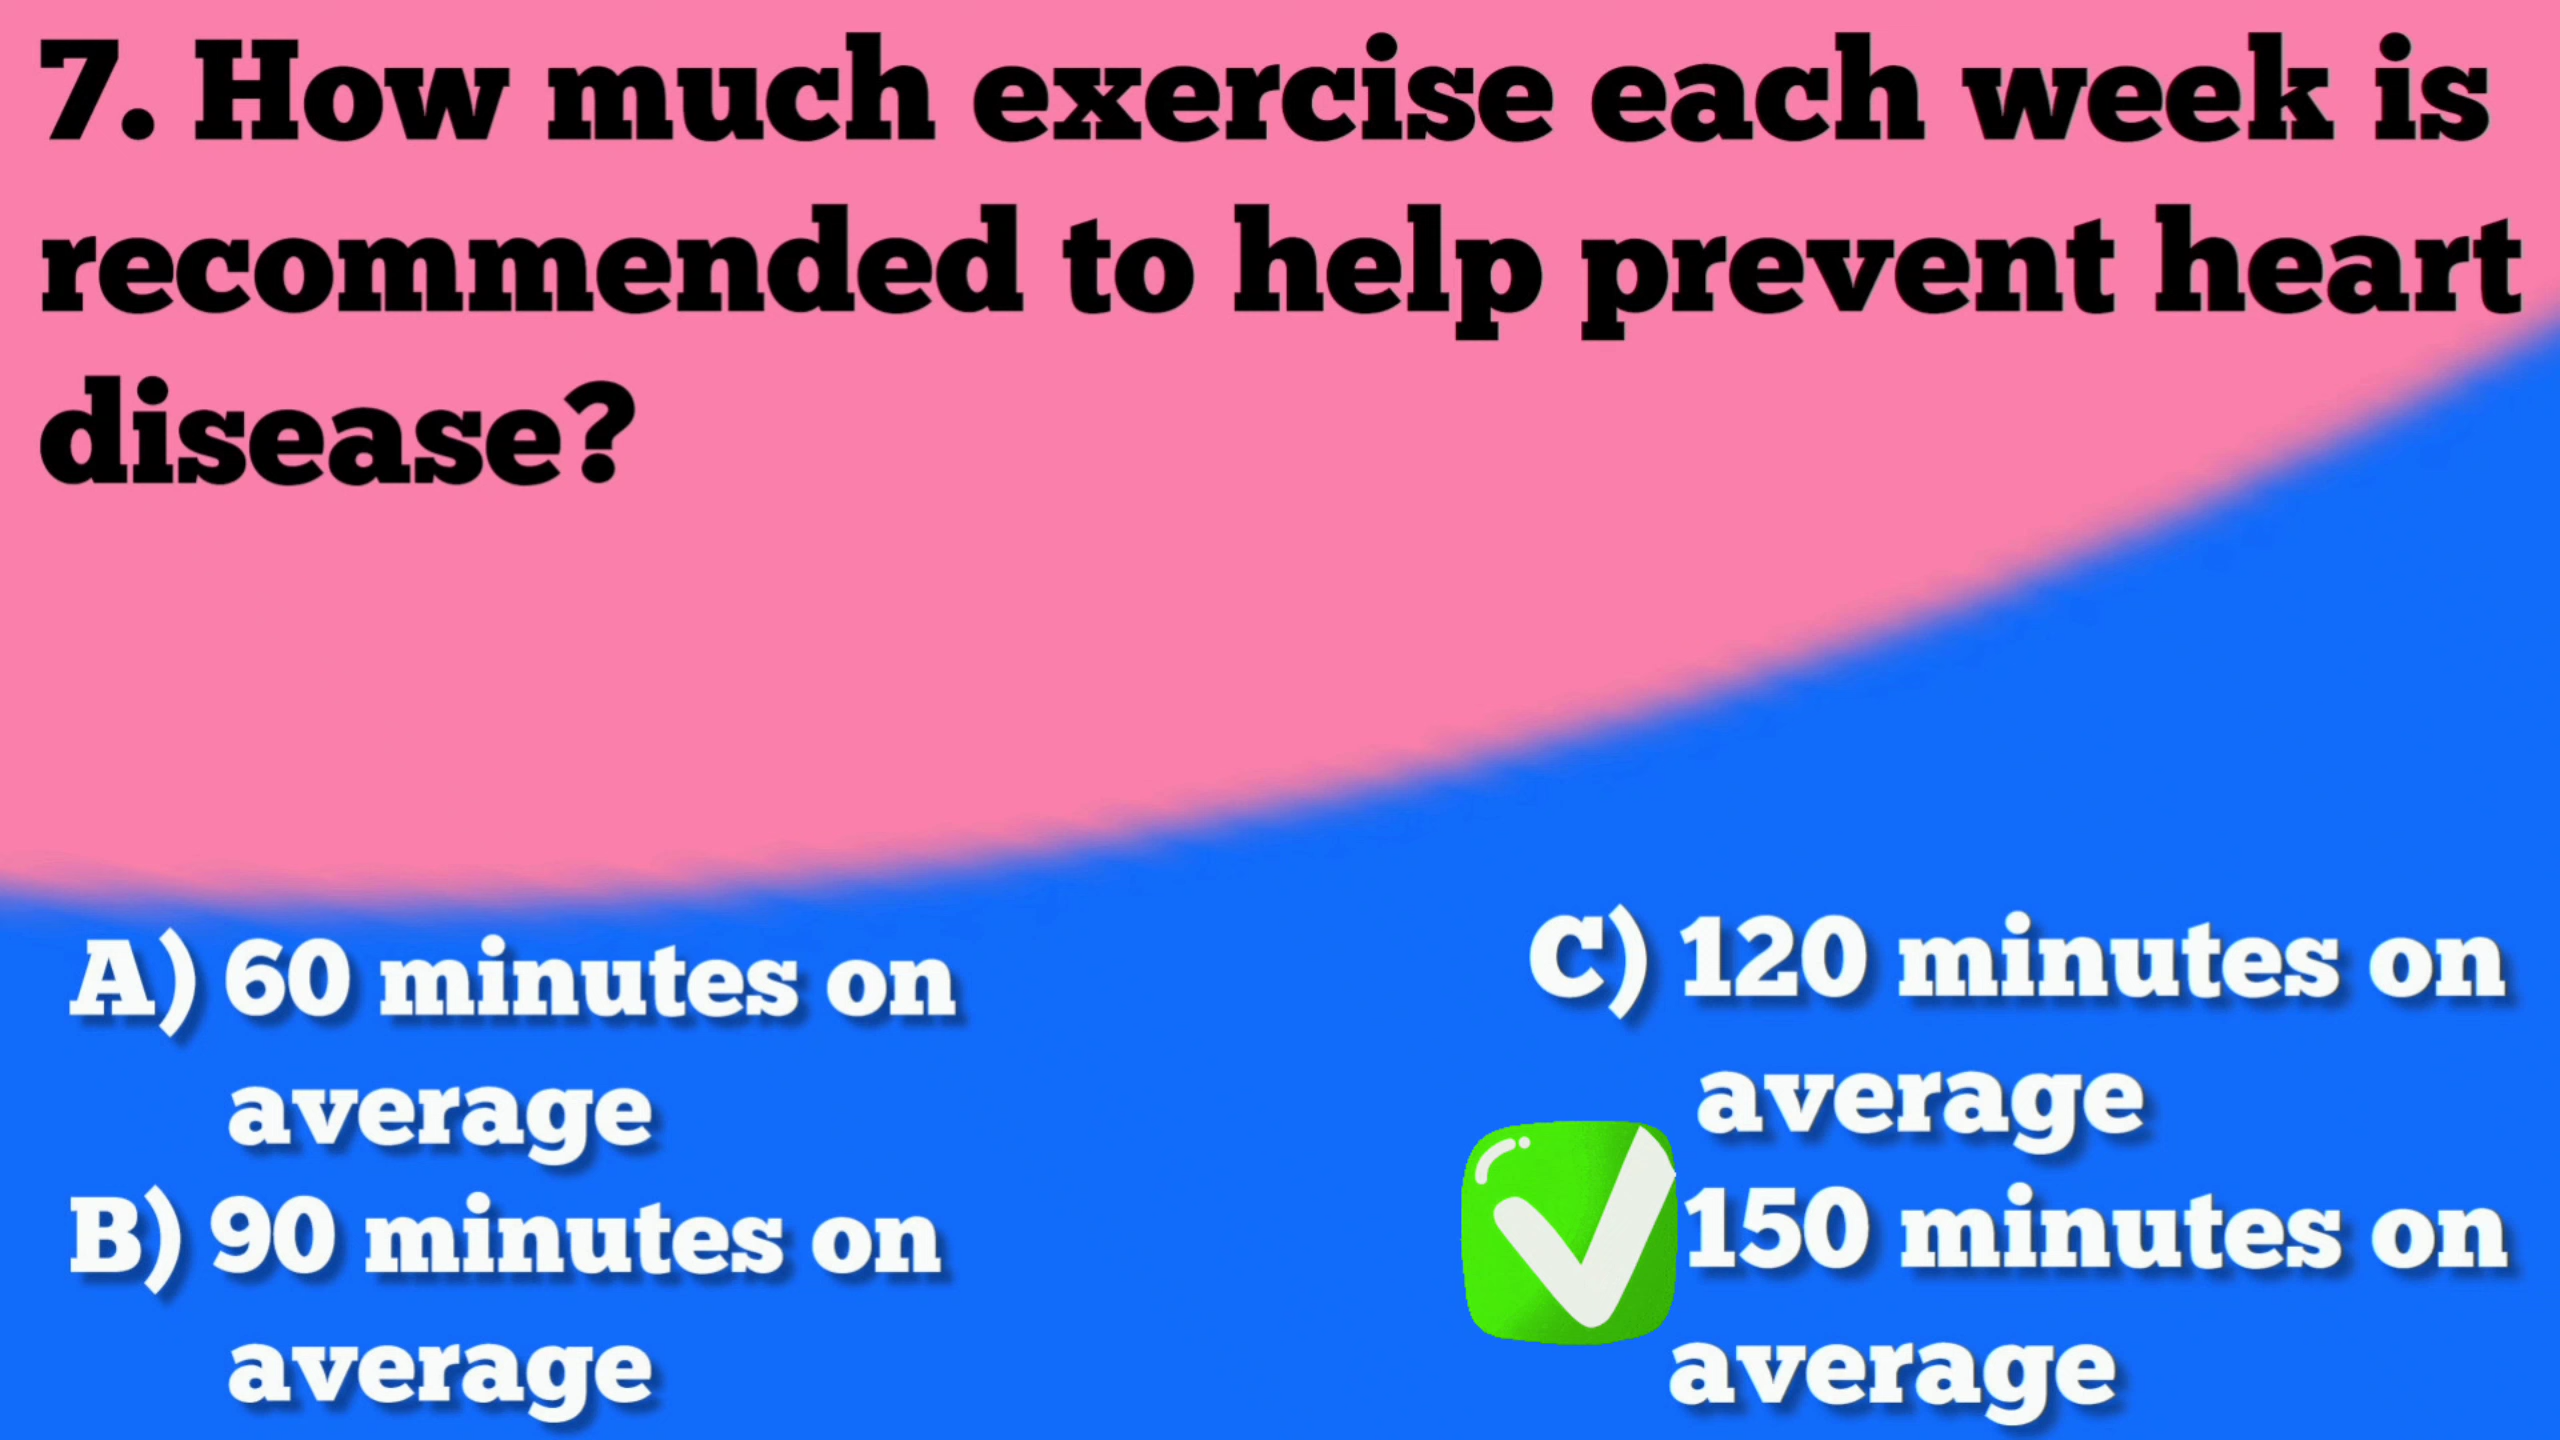 7. How much exercise each week is
recommended to help prevent heart
disease?
A) 60 minutes on
average
B) 90 minutes on
average
C) 120 minutes on
average
150 minutes on
average